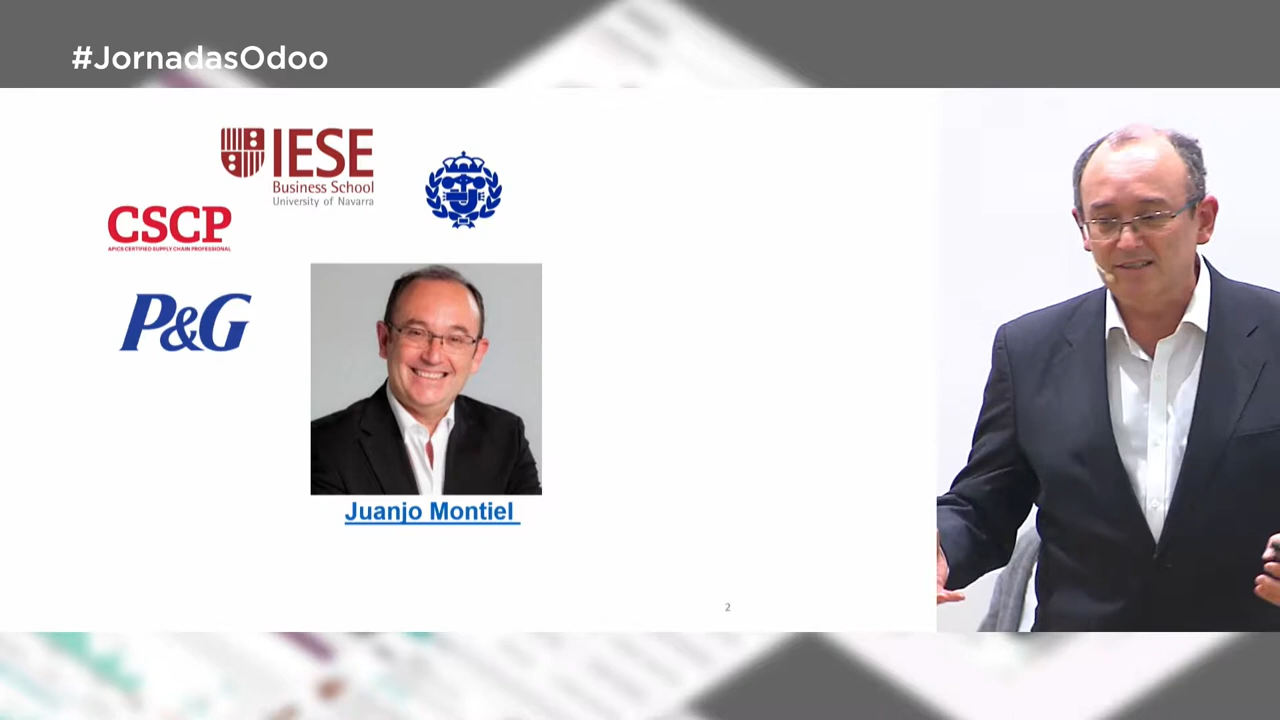 #JornadasOdoo
IESE
Business School
University of Navarra
CSCP
APICS CERTIFIED SUPPLY CHAIN PROFESSIONAL
P&G
Juanjo Montiel
2